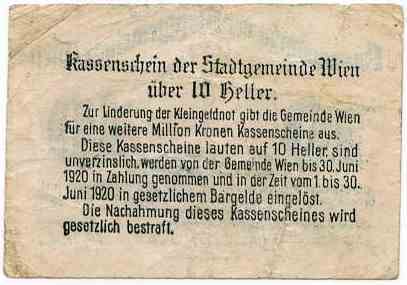 Kassenschein der Stadtgemeinde Wien
über 10 Heller.
Zur Linderung der Kleingeldnot gibt die Gemeinde Wien
für eine weitere Million Kronen Kassenscheine aus.
Diese Kassenscheine lauten auf 10 Heller, sind
unverzinslich, werden von der Gemeinde Wien bis 30. Juni
1920 in Zahlung genommen und in der Zeit vom 1. bis 30.
Juni 1920 in gesetzlichem Bargelde eingelöst.
Die Nachahmung dieses Kassenscheines wird
gesetzlich bestraft.